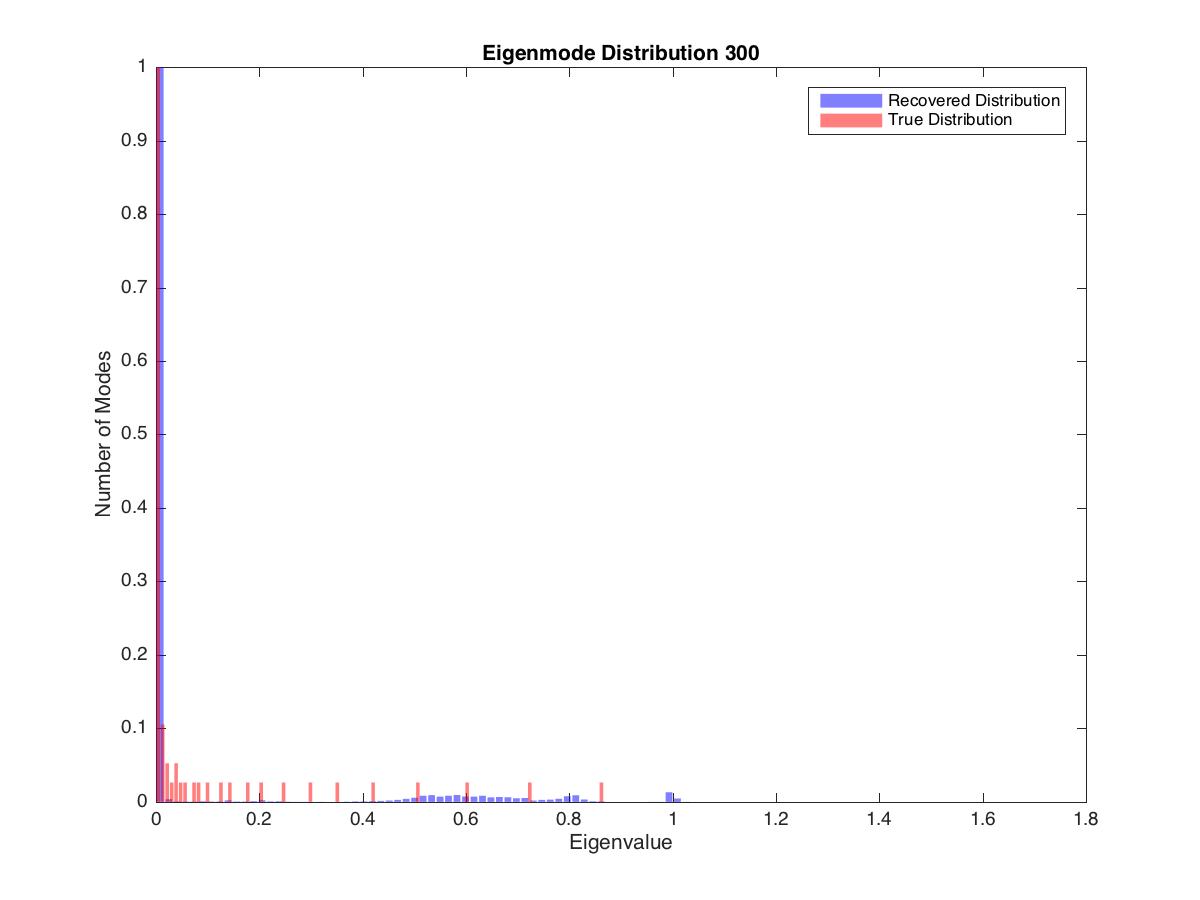 Eigenmode Distribution 300
Recovered Distribution
True Distribution
Number of Modes
1
0.9
0.8
0.7
0.6
0.5
0.4
0.3
0.2
0.1
0
0 0.2 0.4 0.6 0.8 1 1.2 1.4 1.6 1.8
Eigenvalue